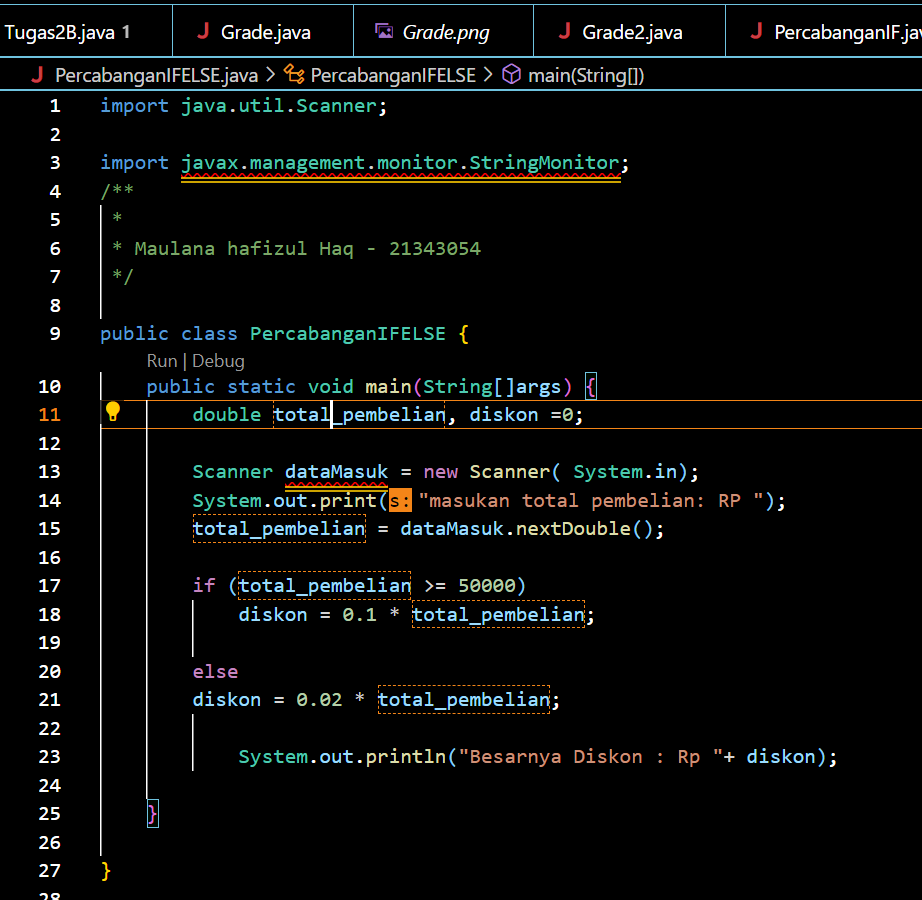 Tugas2B.java 1 Grade.java Grade.png Grade2.java PercabanganIF.jav
PercabanganIFELSE.java > PercabanganIFELSE > main(String[])
1 import java.util.Scanner;
2
3 import javax.management.monitor.StringMonitor;
4 /**
5 *
6 * Maulana hafizul Haq - 21343054
7 */
8
9 public class PercabanganIFELSE {
Run | Debug
10 public static void main(String[]args) {
11 double total_pembelian, diskon =0;
12
13 Scanner dataMasuk = new Scanner( System.in);
14 System.out.print(s: "masukan total pembelian: RP ");
15 total_pembelian = dataMasuk.nextDouble();
16
17 if (total_pembelian >= 50000)
18 diskon = 0.1 * total_pembelian;
19
20 else
21 diskon = 0.02 * total_pembelian;
22
23 System.out.println("Besarnya Diskon : Rp "+ diskon);
24
25 }
26
27 }
28